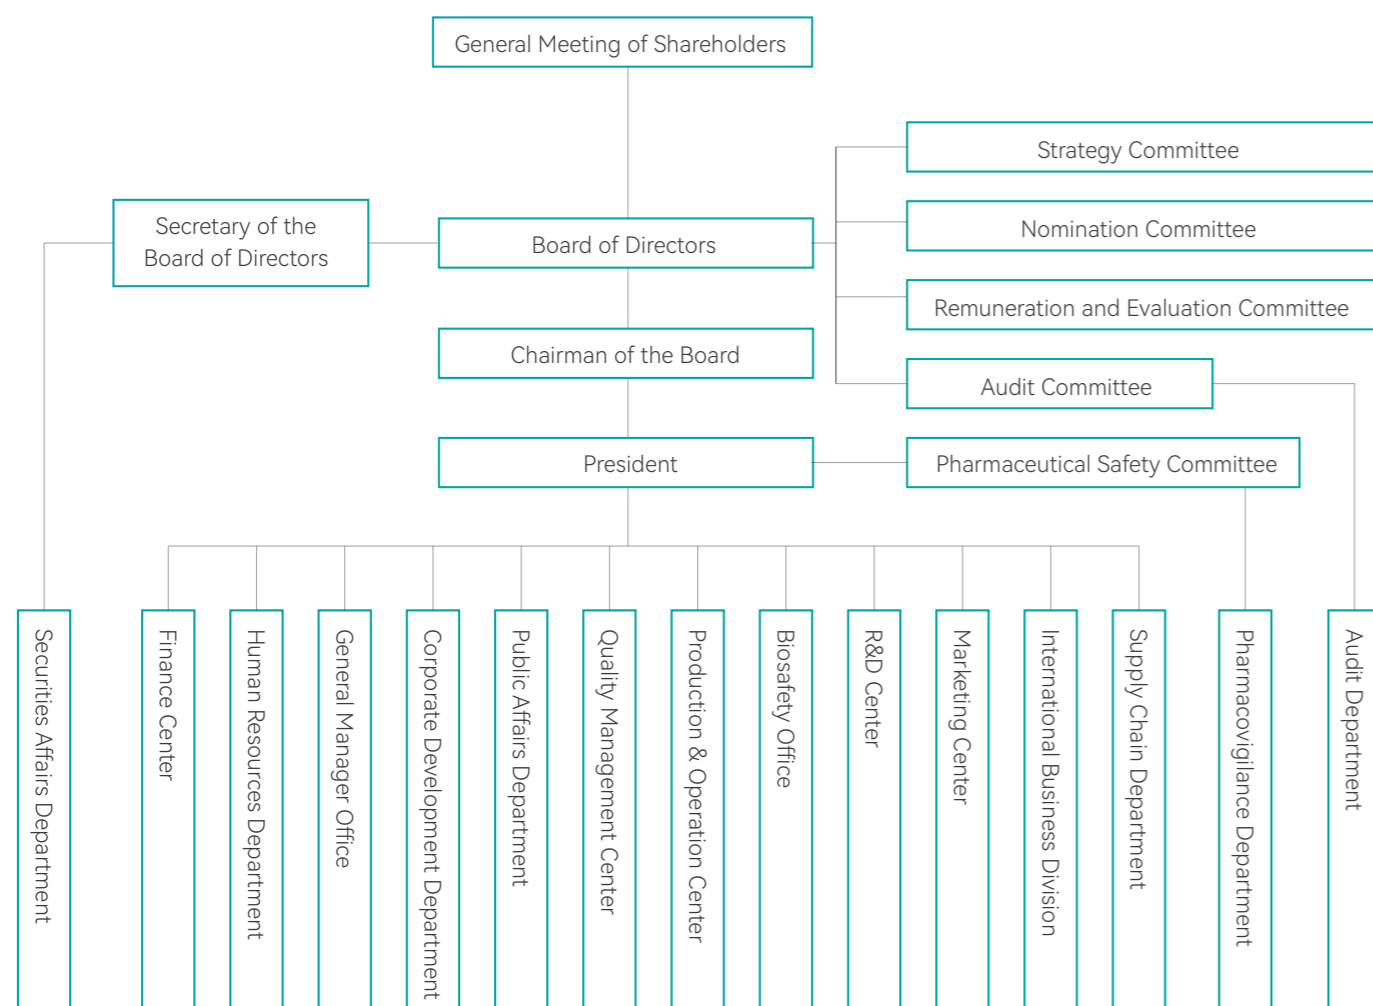 General Meeting of Shareholders
Strategy Committee
Secretary of the
Board of Directors
Board of Directors
Nomination Committee
Remuneration and Evaluation Committee
Chairman of the Board
Audit Committee
President
Pharmaceutical Safety Committee
Securities Affairs Department
Finance Center
Human Resources Department
General Manager Office
Corporate Development Department
Public Affairs Department
Quality Management Center
Production & Operation Center
Biosafety Office
R&D Center
Marketing Center
International Business Division
Supply Chain Department
Pharmacovigilance Department
Audit Department